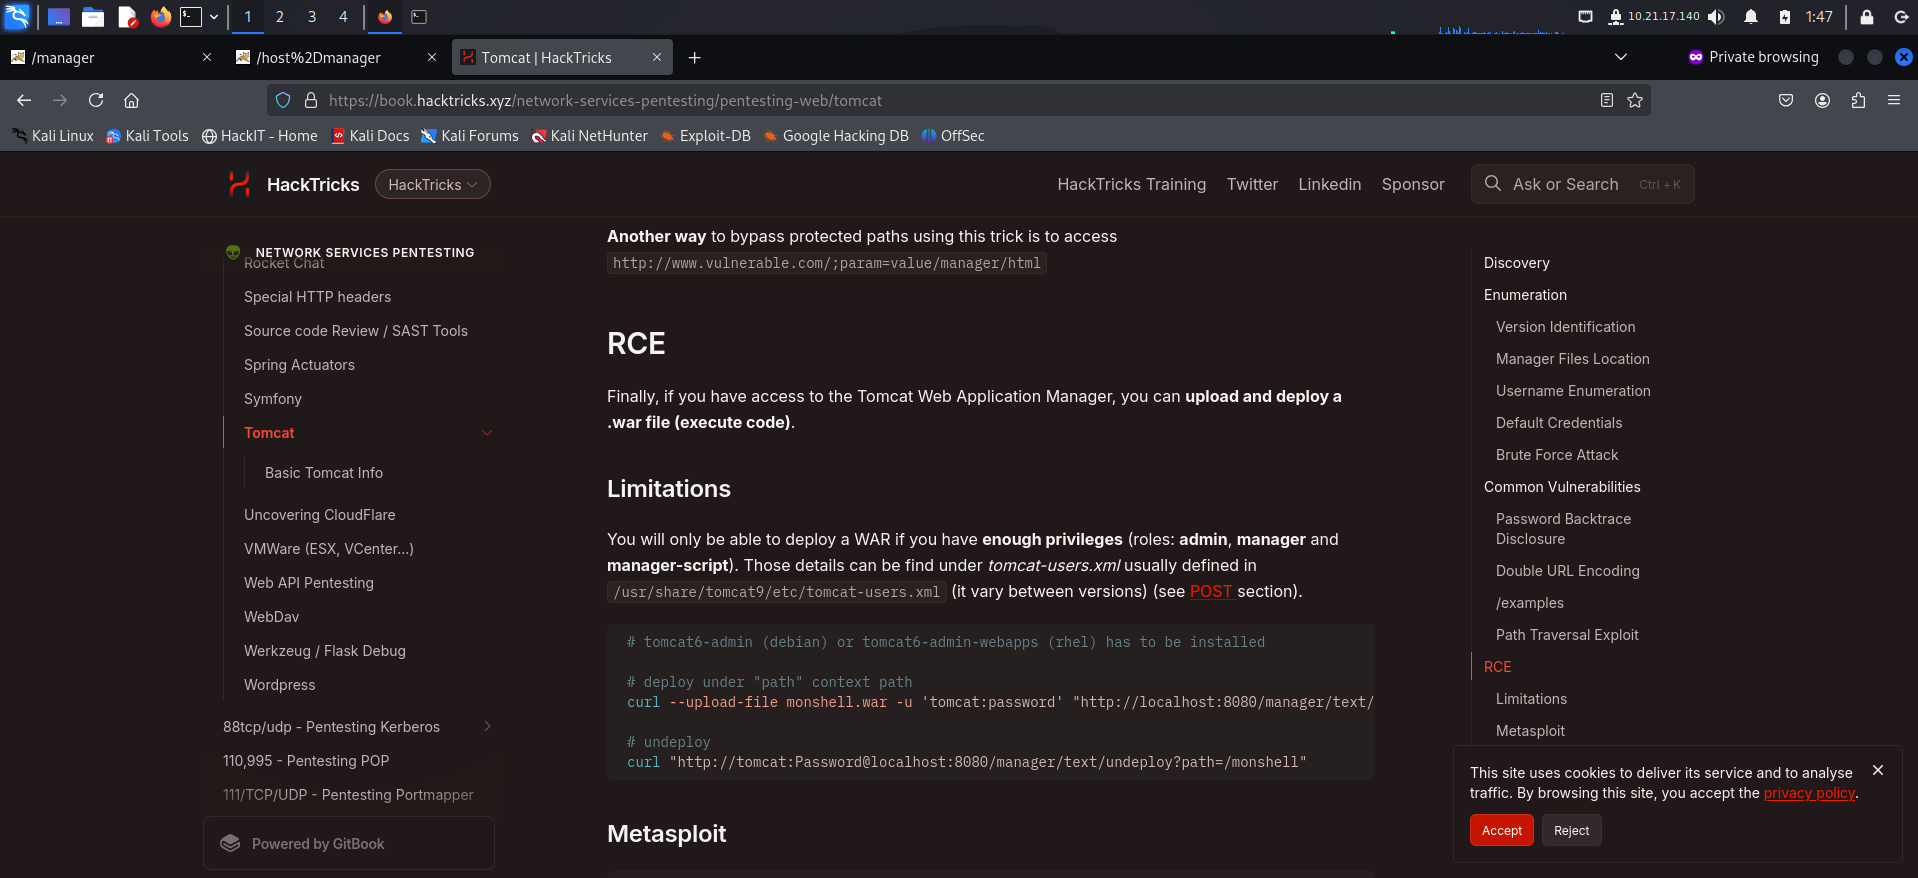 1 2 3 4 10.21.17.140 1:47
/manager /host%2Dmanager Tomcat | HackTricks Private browsing
https://book.hacktricks.xyz/network-services-pentesting/pentesting-web/tomcat
Kali Linux Kali Tools HackIT - Home Kali Docs Kali Forums Kali NetHunter Exploit-DB Google Hacking DB OffSec
HackTricks HackTricks HackTricks Training Twitter Linkedin Sponsor Ask or Search Ctrl + K
NETWORK SERVICES PENTESTING
Rocket Chat
Special HTTP headers
Source code Review / SAST Tools
Spring Actuators
Symfony
Tomcat
Basic Tomcat Info
Uncovering CloudFlare
VMWare (ESX, VCenter...)
Web API Pentesting
WebDav
Werkzeug / Flask Debug
Wordpress
88tcp/udp - Pentesting Kerberos
110,995 - Pentesting POP
111/TCP/UDP - Pentesting Portmapper
Powered by GitBook
Another way to bypass protected paths using this trick is to access
http://www.vulnerable.com/;param=value/manager/html
RCE
Finally, if you have access to the Tomcat Web Application Manager, you can upload and deploy a
.war file (execute code).
Limitations
You will only be able to deploy a WAR if you have enough privileges (roles: admin, manager and
manager-script). Those details can be find under tomcat-users.xml usually defined in
/usr/share/tomcat9/etc/tomcat-users.xml (it vary between versions) (see POST section).
# tomcat6-admin (debian) or tomcat6-admin-webapps (rhel) has to be installed
# deploy under "path" context path
curl --upload-file monshell.war -u 'tomcat:password' "http://localhost:8080/manager/text/
# undeploy
curl "http://tomcat:Password@localhost:8080/manager/text/undeploy?path=/monshell"
Metasploit
Discovery
Enumeration
Version Identification
Manager Files Location
Username Enumeration
Default Credentials
Brute Force Attack
Common Vulnerabilities
Password Backtrace
Disclosure
Double URL Encoding
/examples
Path Traversal Exploit
RCE
Limitations
Metasploit
This site uses cookies to deliver its service and to analyse
traffic. By browsing this site, you accept the privacy policy.
Accept Reject